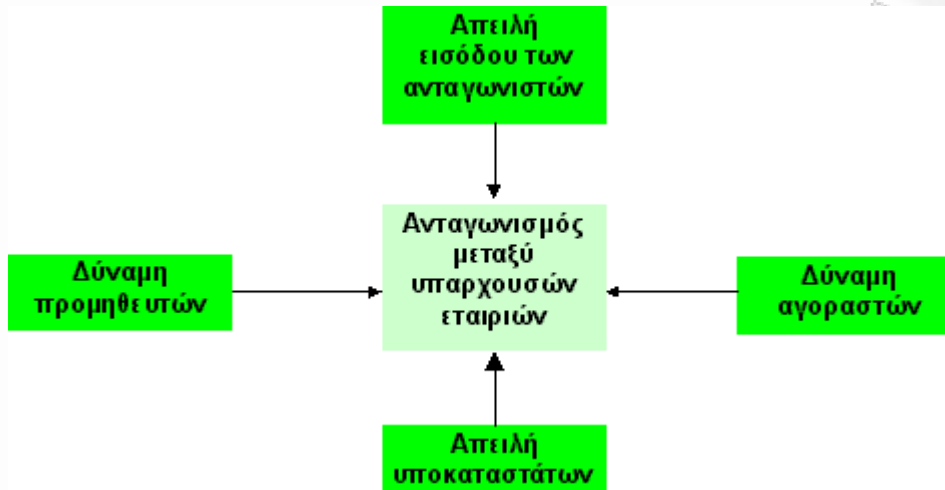 Απειλή
εισόδου των
ανταγωνιστών
Ανταγωνισμός
μεταξύ
υπαρχουσών
εταιριών
Δύναμη
προμηθευτών
Δύναμη
αγοραστών
Απειλή
υποκαταστάτων